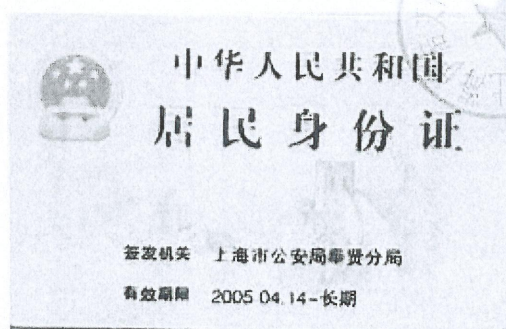 中华人民共和国
居民身份证
签发机关 上海市公安局奉贤分局
有效期限 2005.04.14-长期